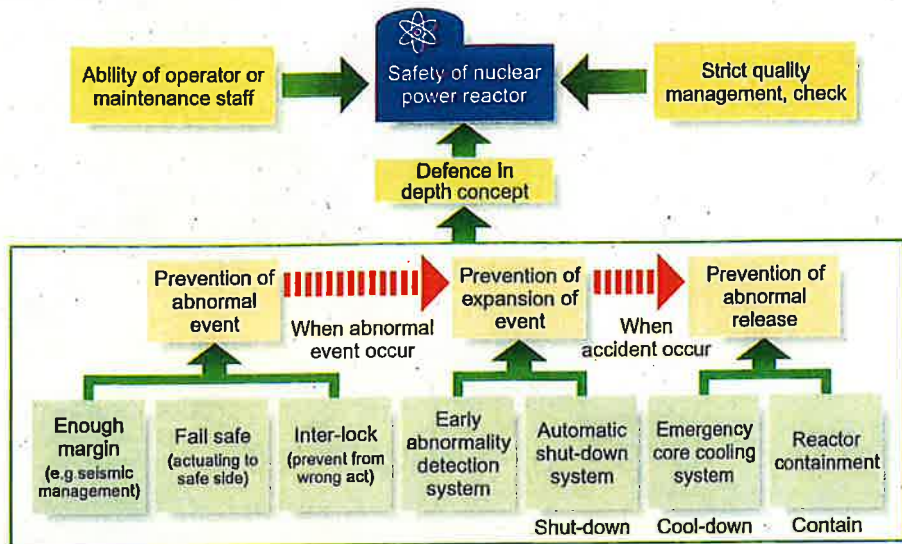 Ability of operator or
maintenance staff
Safety of nuclear
power reactor
Strict quality
management, check
Defence in
depth concept
Prevention of
abnormal
event
When abnormal
event occur
Prevention of
expansion of
event
When
accident occur
Prevention of
abnormal
release
Enough
margin
(e.g seismic
management)
Fail safe
(actuating to
safe side)
Inter-lock
(prevent from
wrong act)
Early
abnormality
detection
system
Automatic
shut-down
system
Emergency
core cooling
system
Reactor
containment
Shut-down
Cool-down
Contain